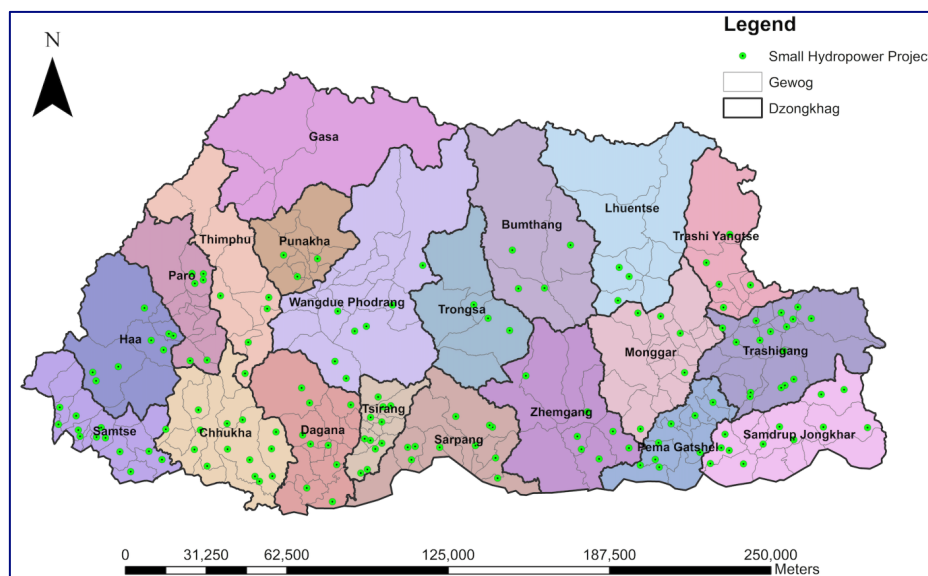 Legend
N
Small Hydropower Project
Gewog
Dzongkhag
Gasa
Lhuentse
Bumthang
Trashi Yangtse
Thimphu
Punakha
Paro
Wangdue Phodrang
Trongsa
Haa
Monggar
Trashigang
Samtse
Chhukha
Dagana
Tsirang
Sarpang
Zhemgang
Pema Gatshel
Samdrup Jongkhar
0 31,250 62,500 125,000 187,500 250,000
Meters